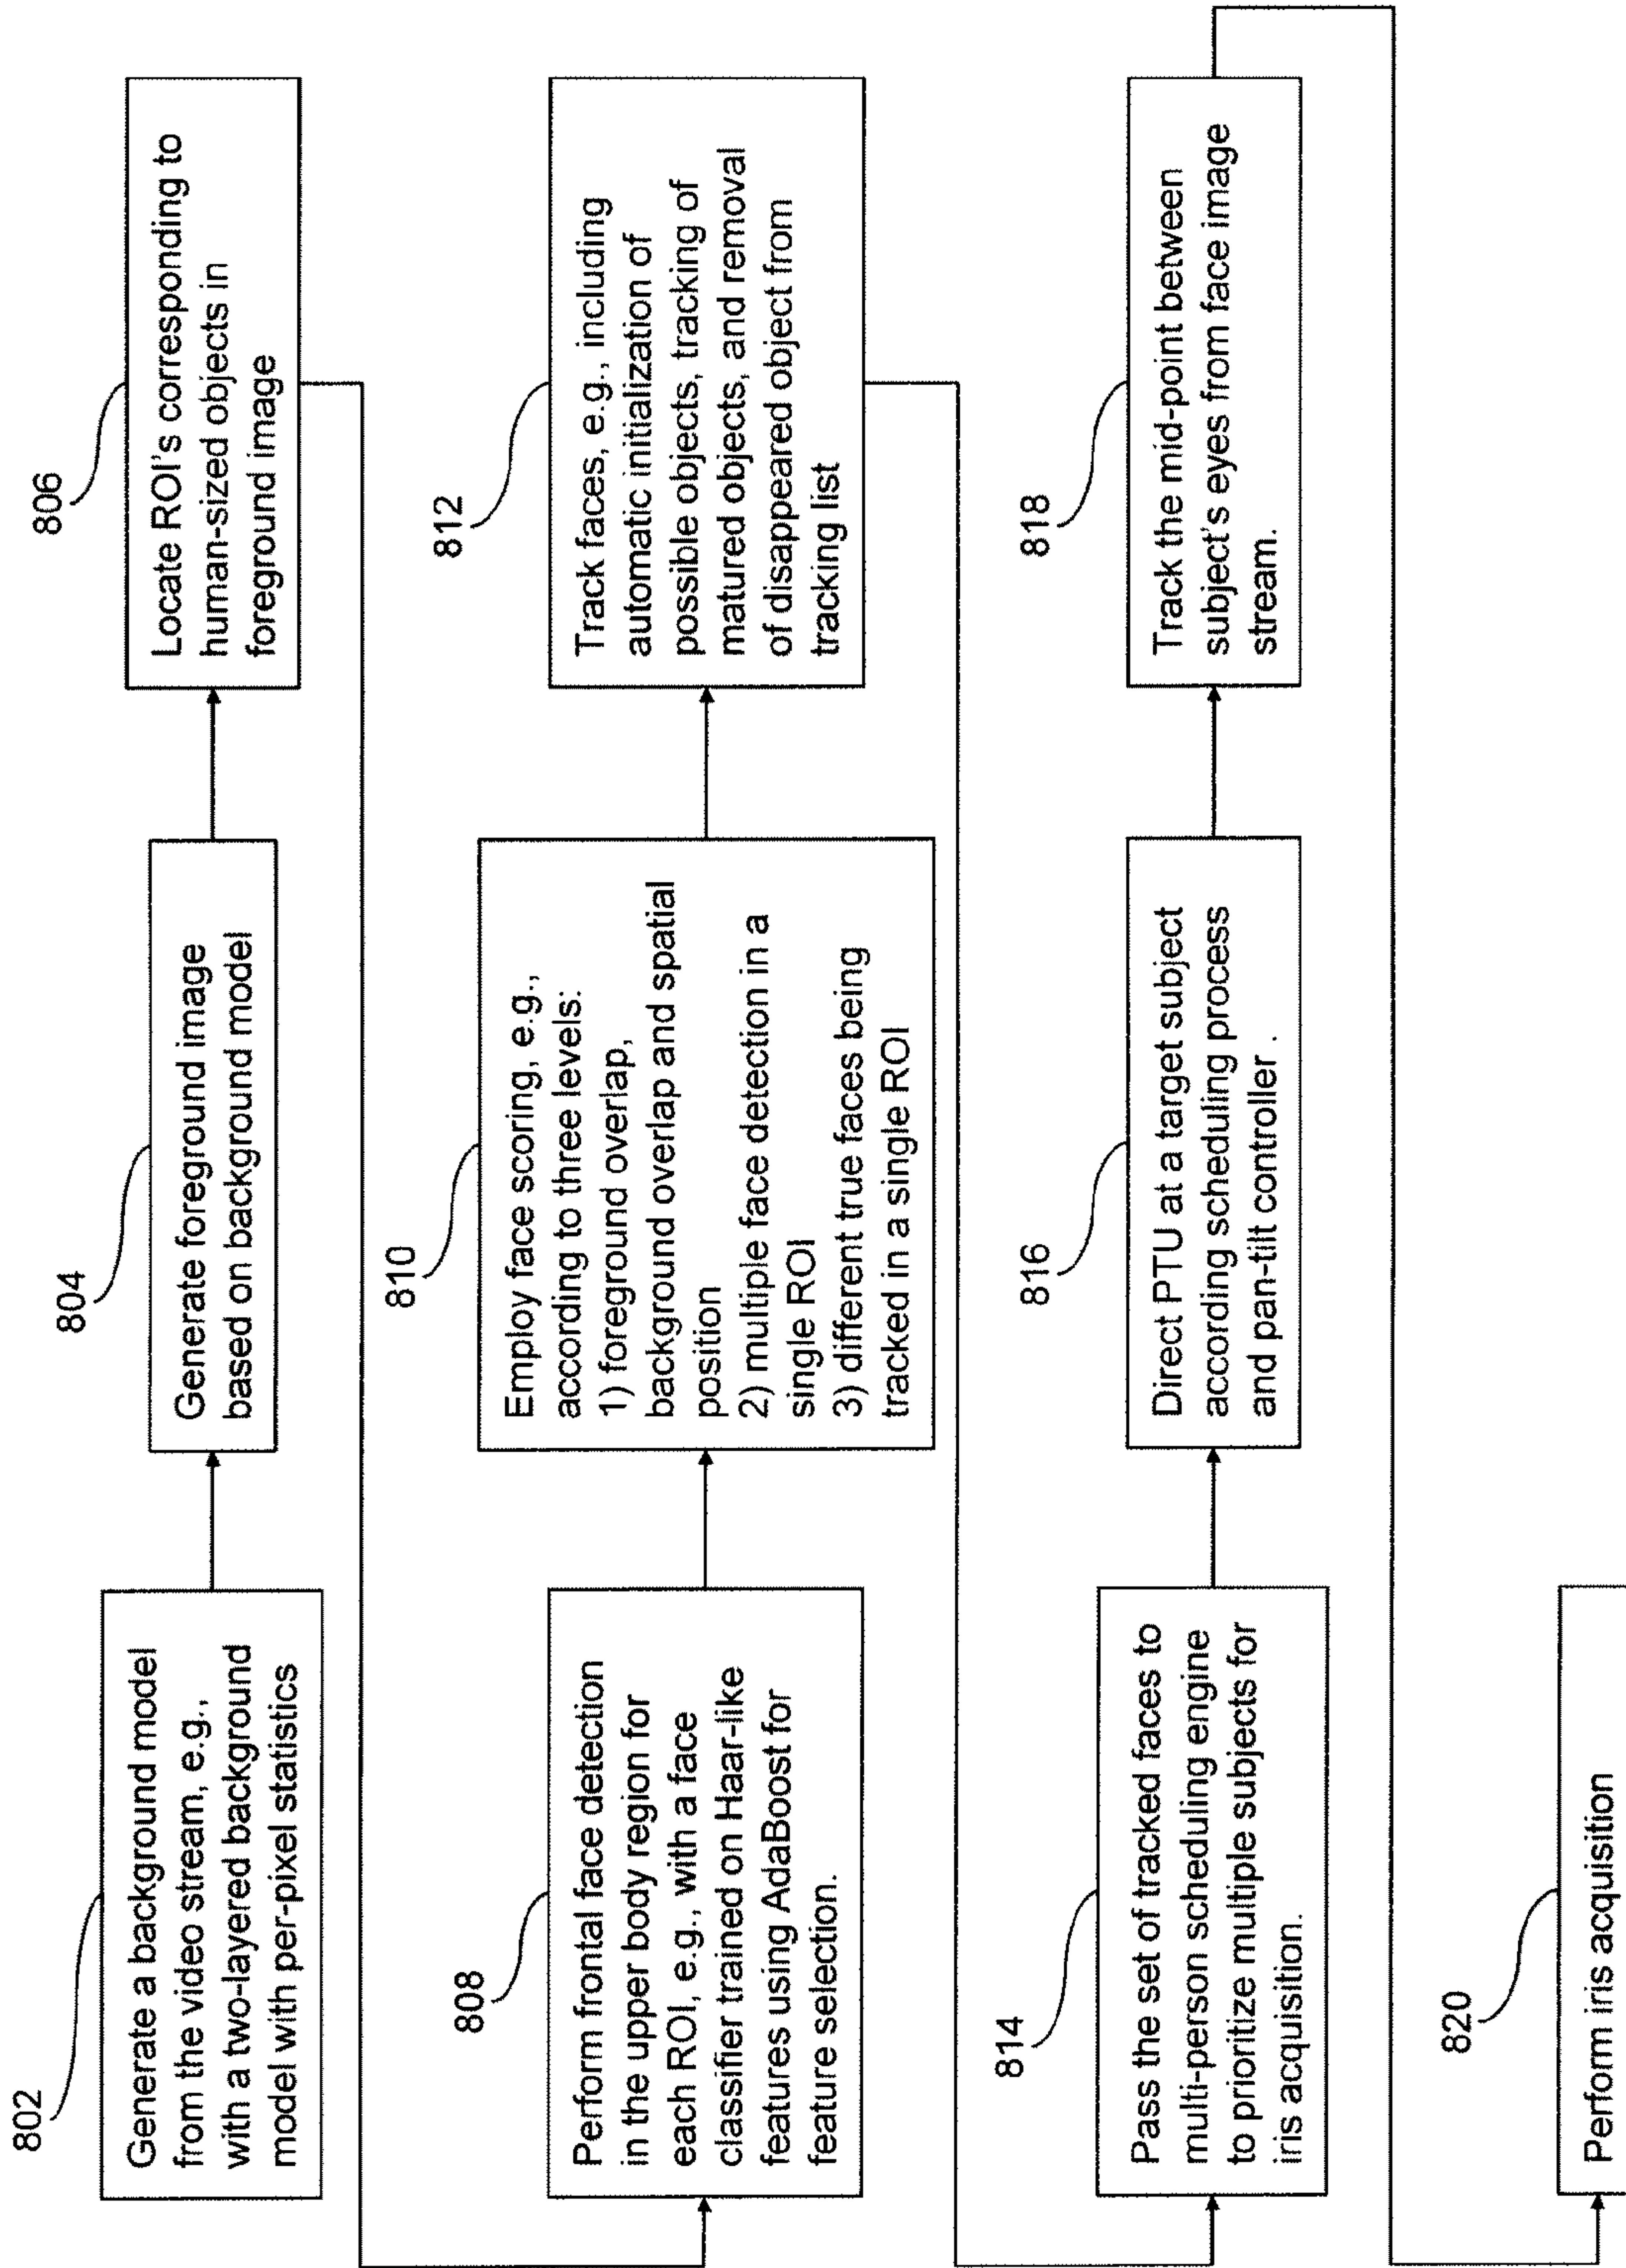 802
Generate a background model
from the video stream, e.g.,
with a two-layered background
model with per-pixel statistics
804
Generate foreground image
based on background model
806
Locate ROI's corresponding to
human-sized objects in
foreground image
808
Perform frontal face detection
in the upper body region for
each ROI, e.g., with a face
classifier trained on Haar-like
features using AdaBoost for
feature selection.
810
Employ face scoring, e.g.,
according to three levels:
1) foreground overlap,
background overlap and spatial
position
2) multiple face detection in a
single ROI
3) different true faces being
tracked in a single ROI
812
Track faces, e.g., including
automatic initialization of
possible objects, tracking of
matured objects, and removal
of disappeared object from
tracking list
814
Pass the set of tracked faces to
multi-person scheduling engine
to prioritize multiple subjects for
iris acquisition.
816
Direct PTU at a target subject
according scheduling process
and pan-tilt controller .
818
Track the mid-point between
subject's eyes from face image
stream.
820
Perform iris acquisition